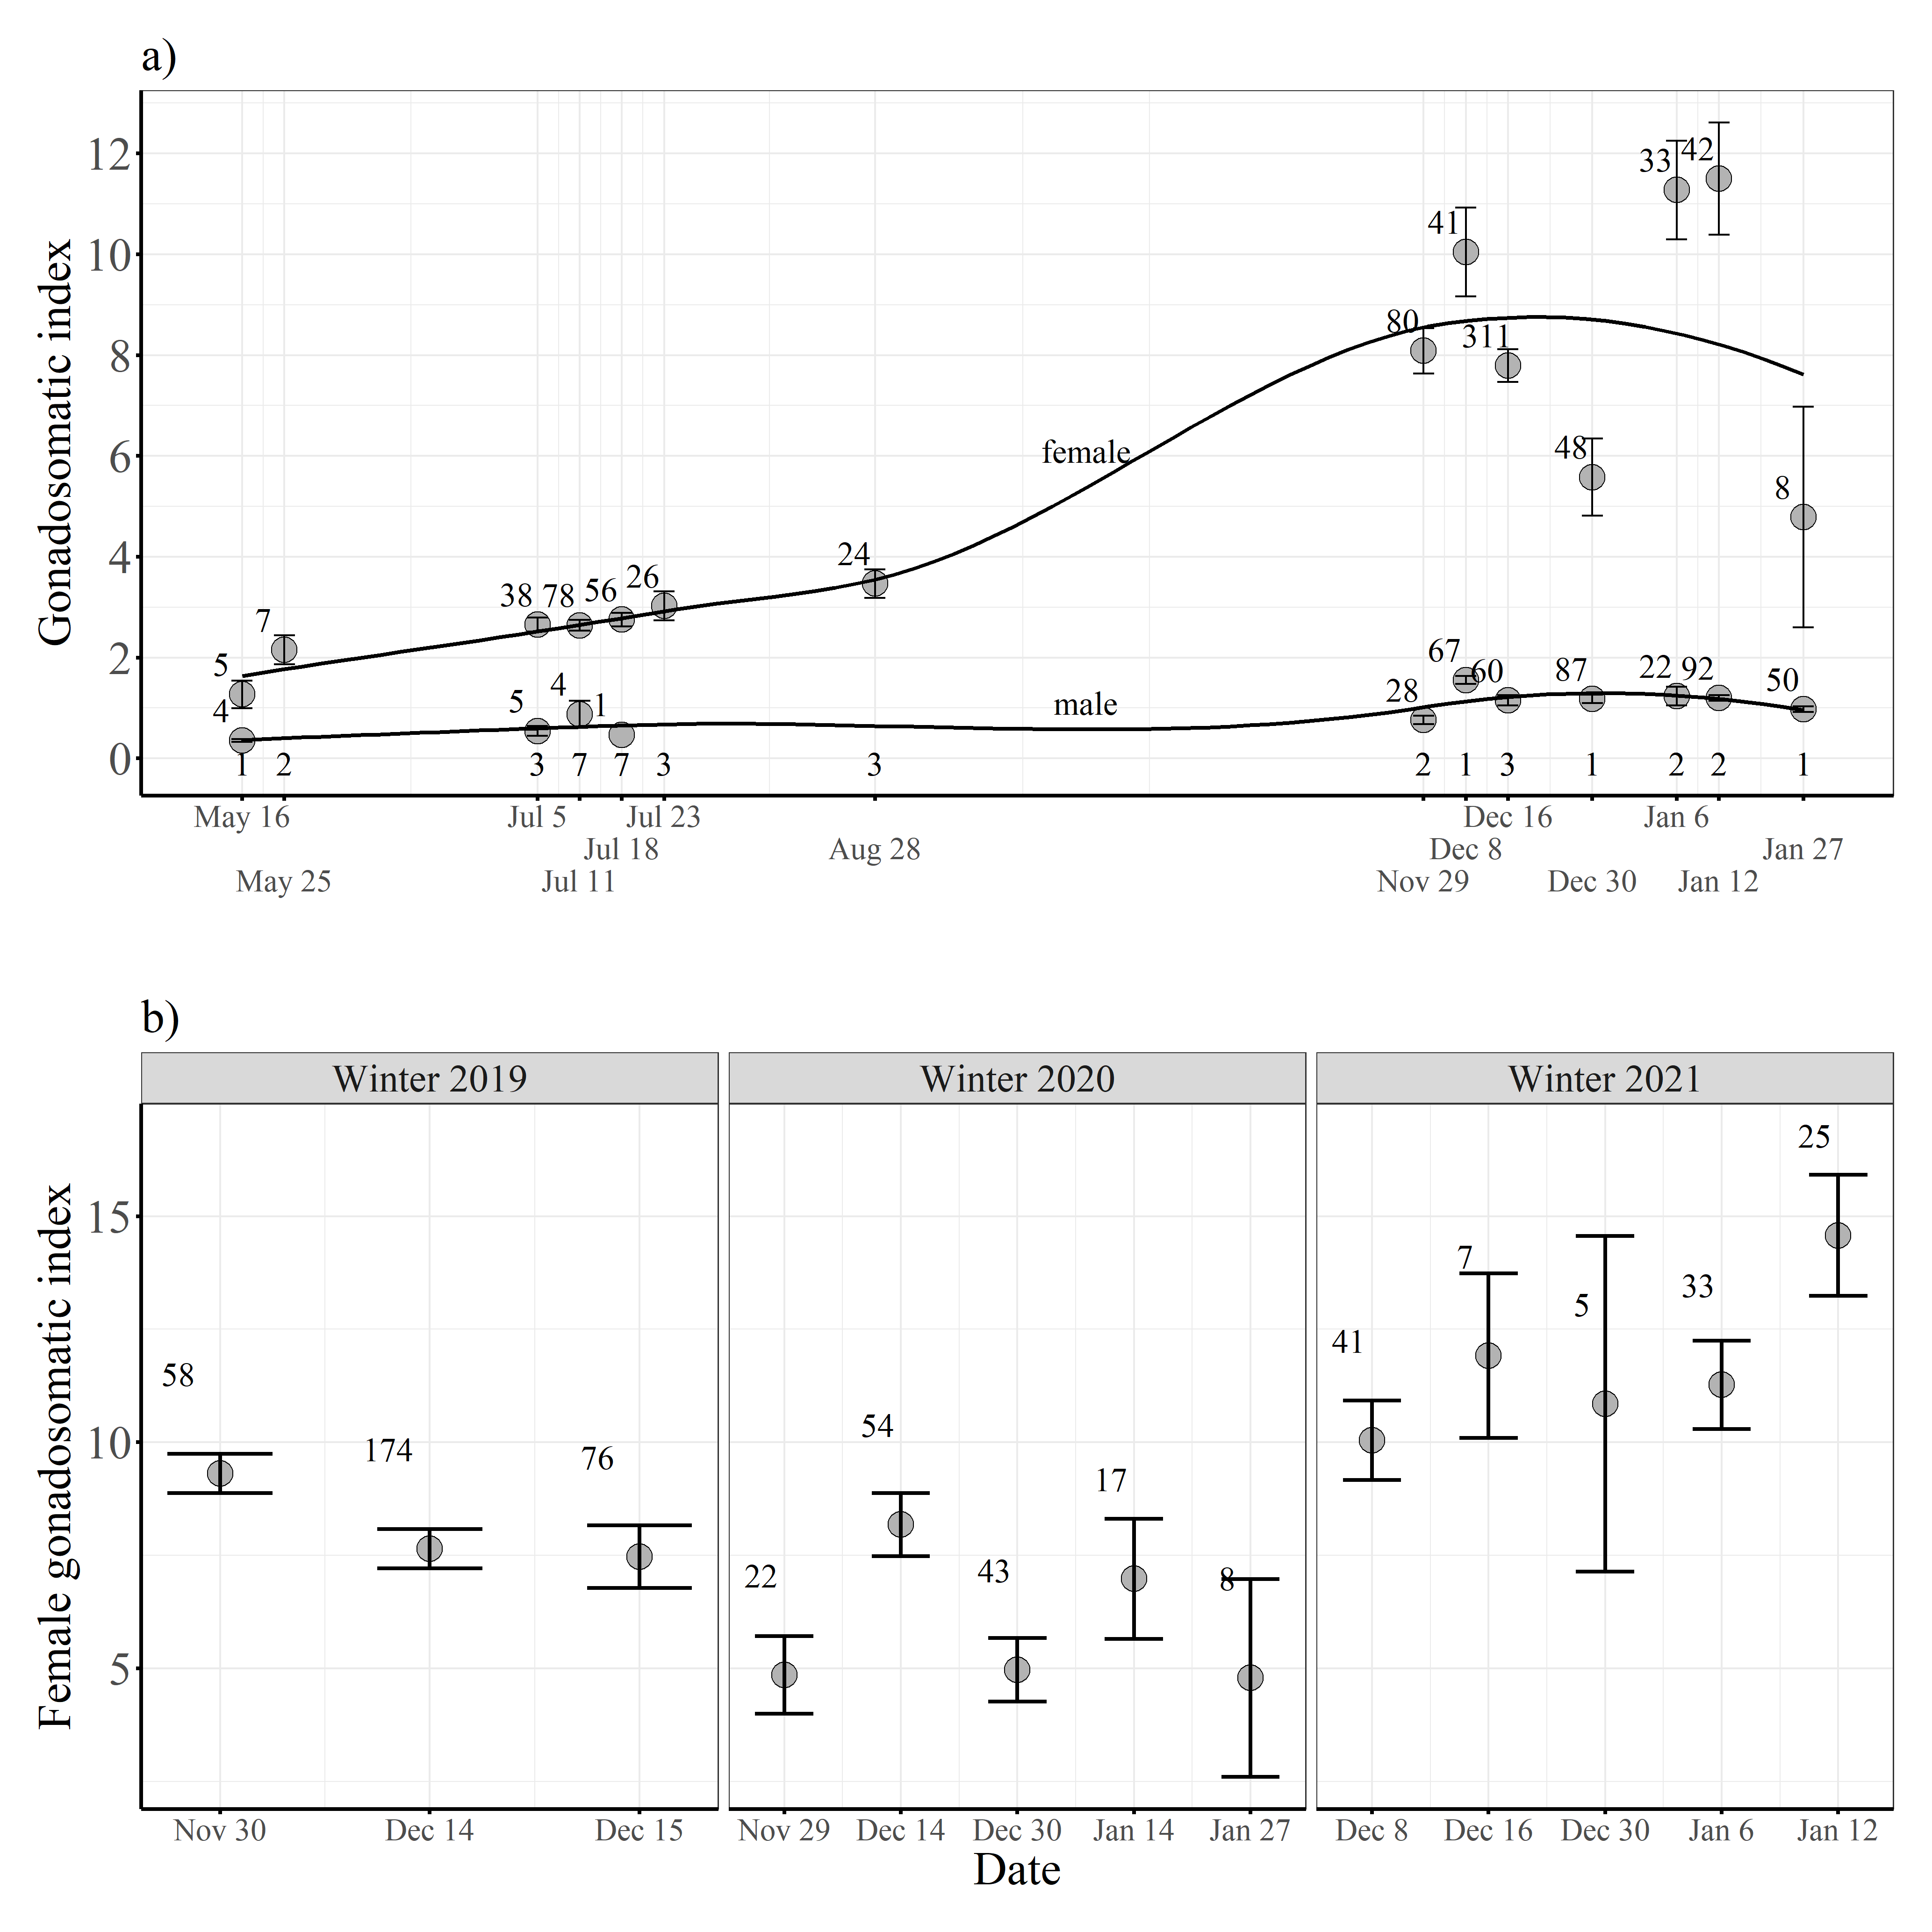 a)
Gonadosomatic index
12
10
8
6
4
2
0
33 42
41
80
311
female
48
8
24
38 78 56 26
7
5
67 60 87 22 92 50
28
male
4
5 4 1
1 2 3 7 7 3 3 2 1 3 1 2 2 1
May 16 Jul 5 Jul 23 Dec 16 Jan 6
Jul 18 Aug 28 Dec 8 Jan 27
May 25 Jul 11 Nov 29 Dec 30 Jan 12
b)
Winter 2019 Winter 2020 Winter 2021
Female gonadosomatic index
15
10
5
58 174 76
22 54 43 17 8
41 7 5 33 25
Nov 30 Dec 14 Dec 15 Nov 29 Dec 14 Dec 30 Jan 14 Jan 27 Dec 8 Dec 16 Dec 30 Jan 6 Jan 12
Date